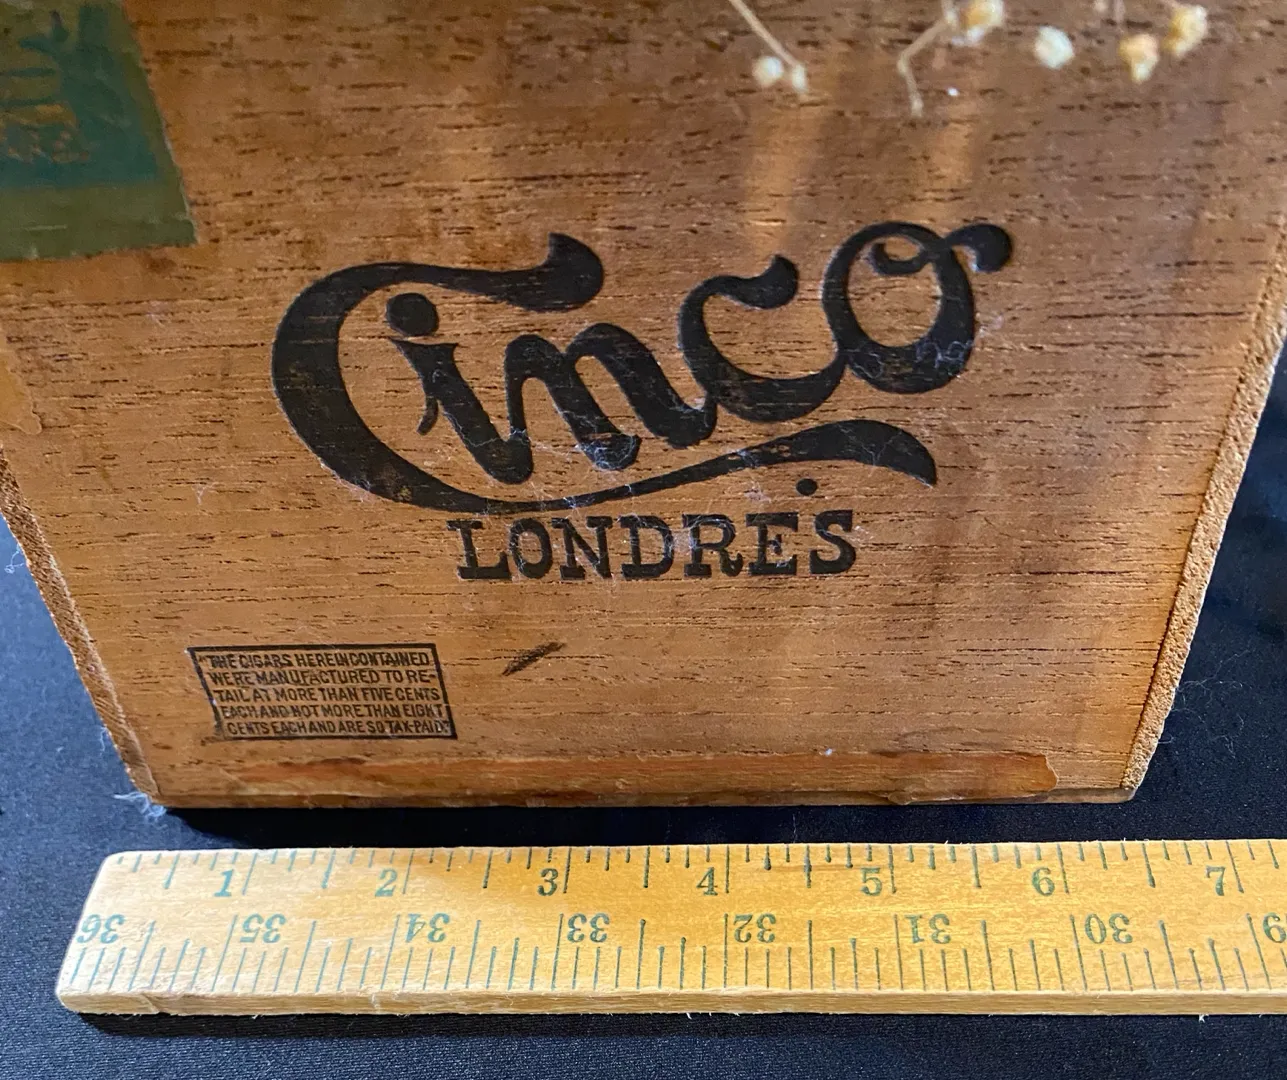 Cinco
LONDRES
THE CIGARS HEREIN CONTAINED
WERE MANUFACTURED TO RE-
TAIL AT MORE THAN FIVE CENTS
EACH AND NOT MORE THAN EIGHT
CENTS EACH AND ARE SO TAX-PAID.
1 2 3 4 5 6 7
36 35 34 33 32 31 30